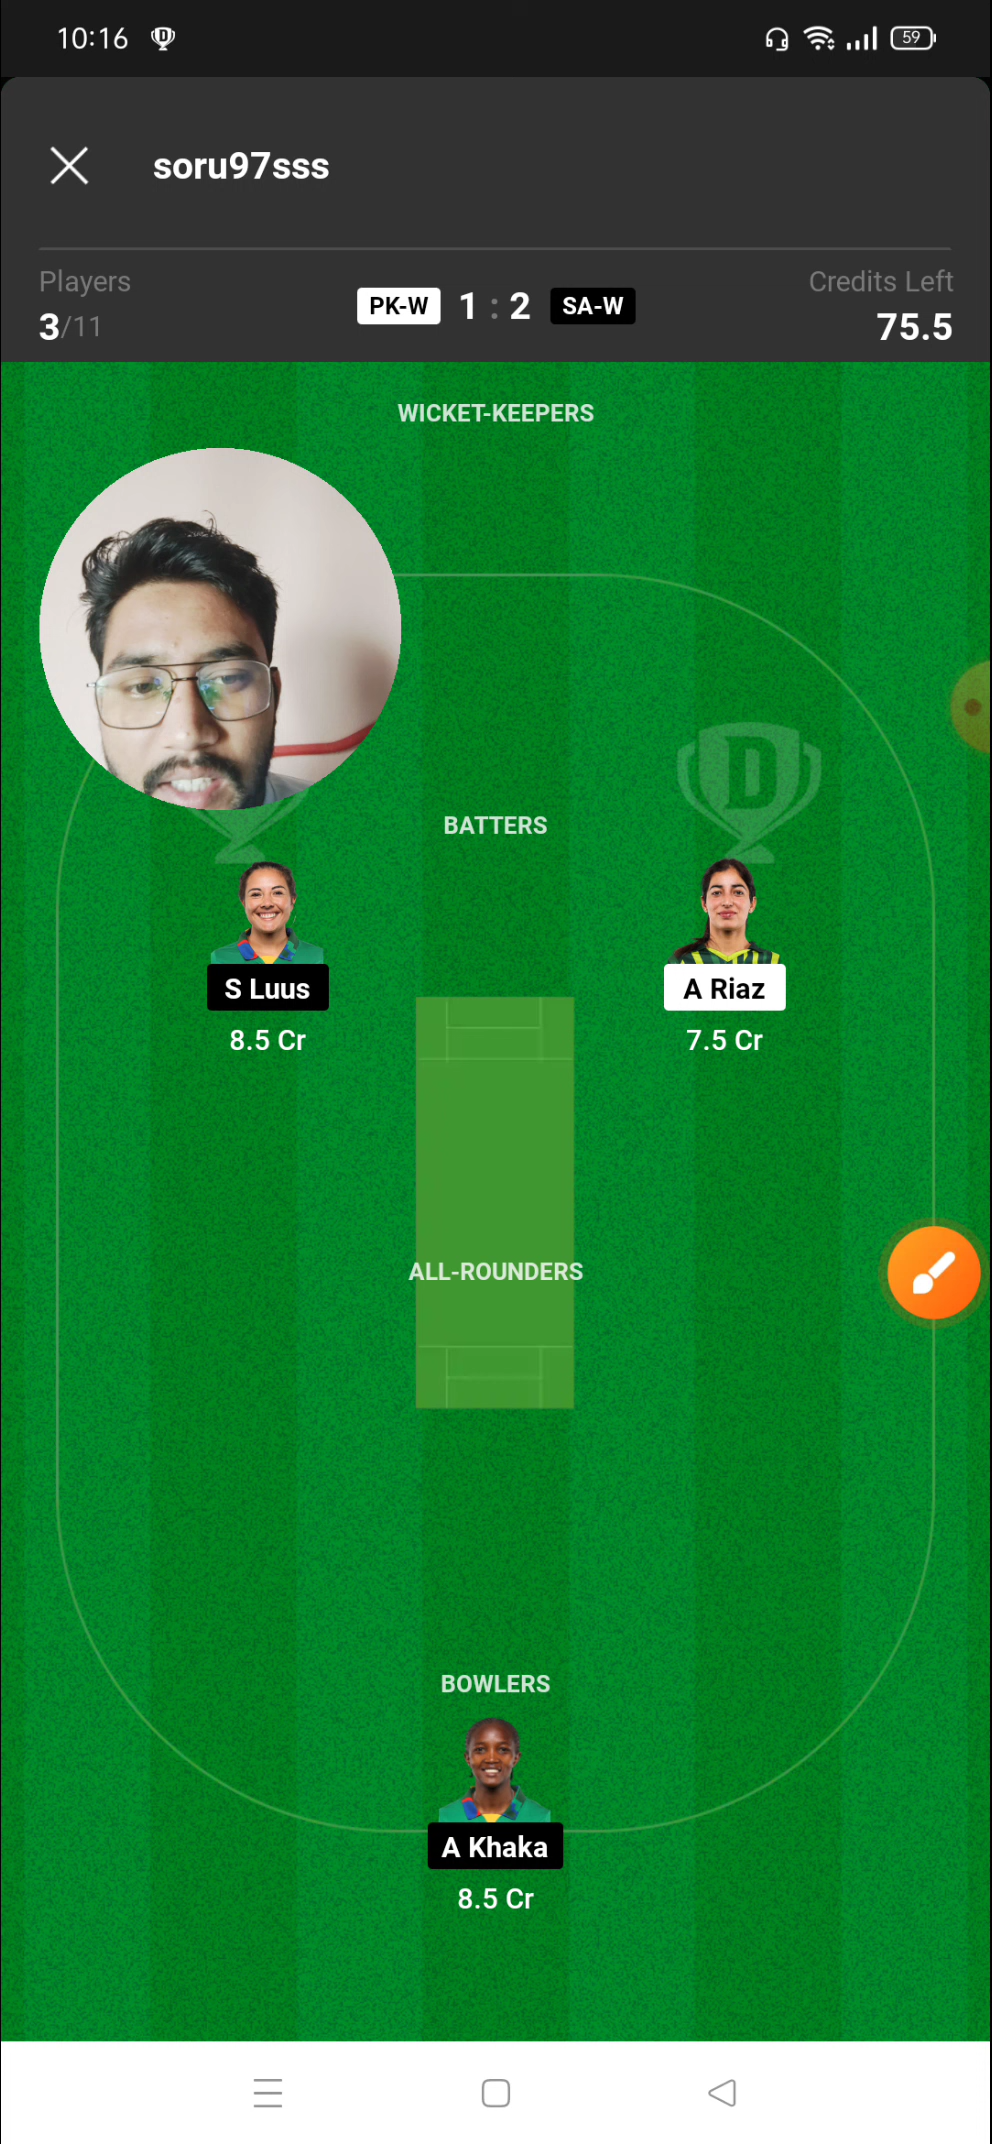 10:16
59
soru97sss
Players
Credits Left
3/11
PK-W 1 : 2 SA-W
75.5
WICKET-KEEPERS
D
BATTERS
S Luus
A Riaz
8.5 Cr
7.5 Cr
ALL-ROUNDERS
BOWLERS
A Khaka
8.5 Cr